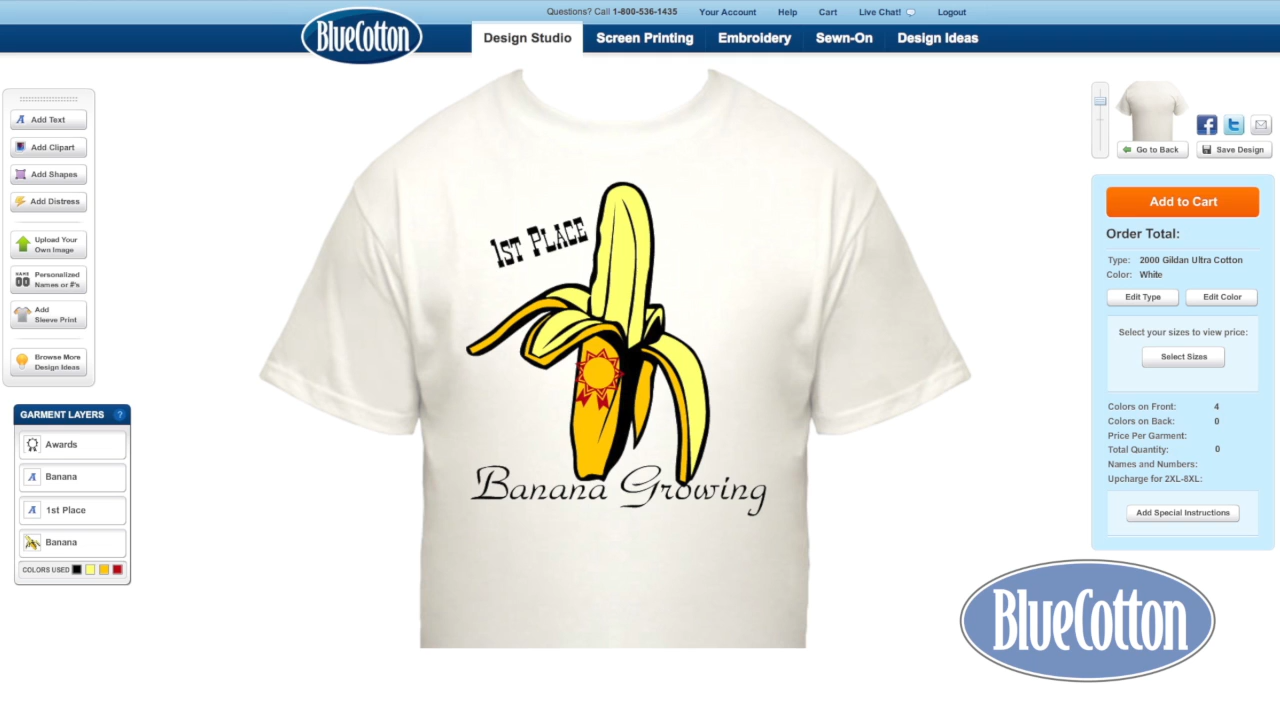 Questions? Call 1-800-536-1435 Your Account Help Cart Live Chat! Logout
BlueCotton
Design Studio Screen Printing Embroidery Sewn-On Design Ideas
Add Text
Add Clipart
Add Shapes
Add Distress
Upload Your
Own Image
NAME
00
Personalized
Names or #'s
Add
Sleeve Print
Browse More
Design Ideas
GARMENT LAYERS ?
Awards
Banana
1st Place
Banana
COLORS USED
1st Place
Banana Growing
Go to Back
Save Design
Add to Cart
Order Total:
Type: 2000 Gildan Ultra Cotton
Color: White
Edit Type Edit Color
Select your sizes to view price:
Select Sizes
Colors on Front: 4
Colors on Back: 0
Price Per Garment:
Total Quantity: 0
Names and Numbers:
Upcharge for 2XL-8XL:
Add Special Instructions
BlueCotton